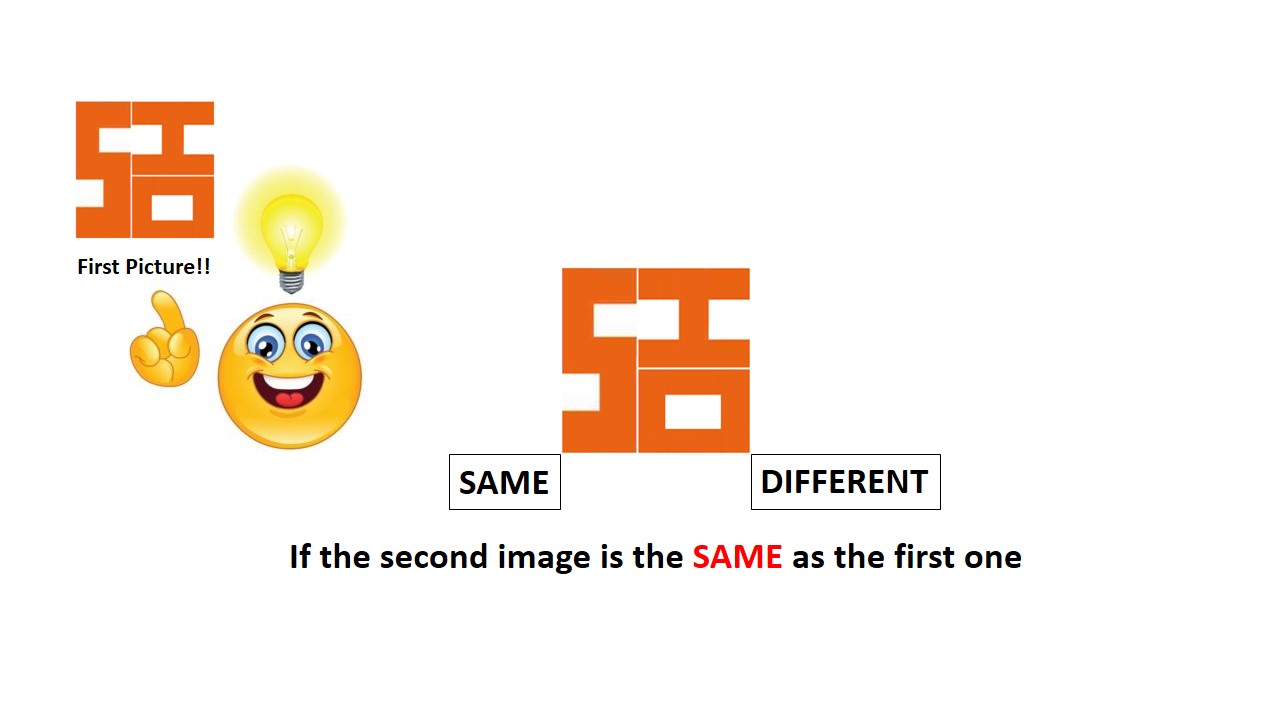 First Picture!!
SAME
DIFFERENT
If the second image is the SAME as the first one